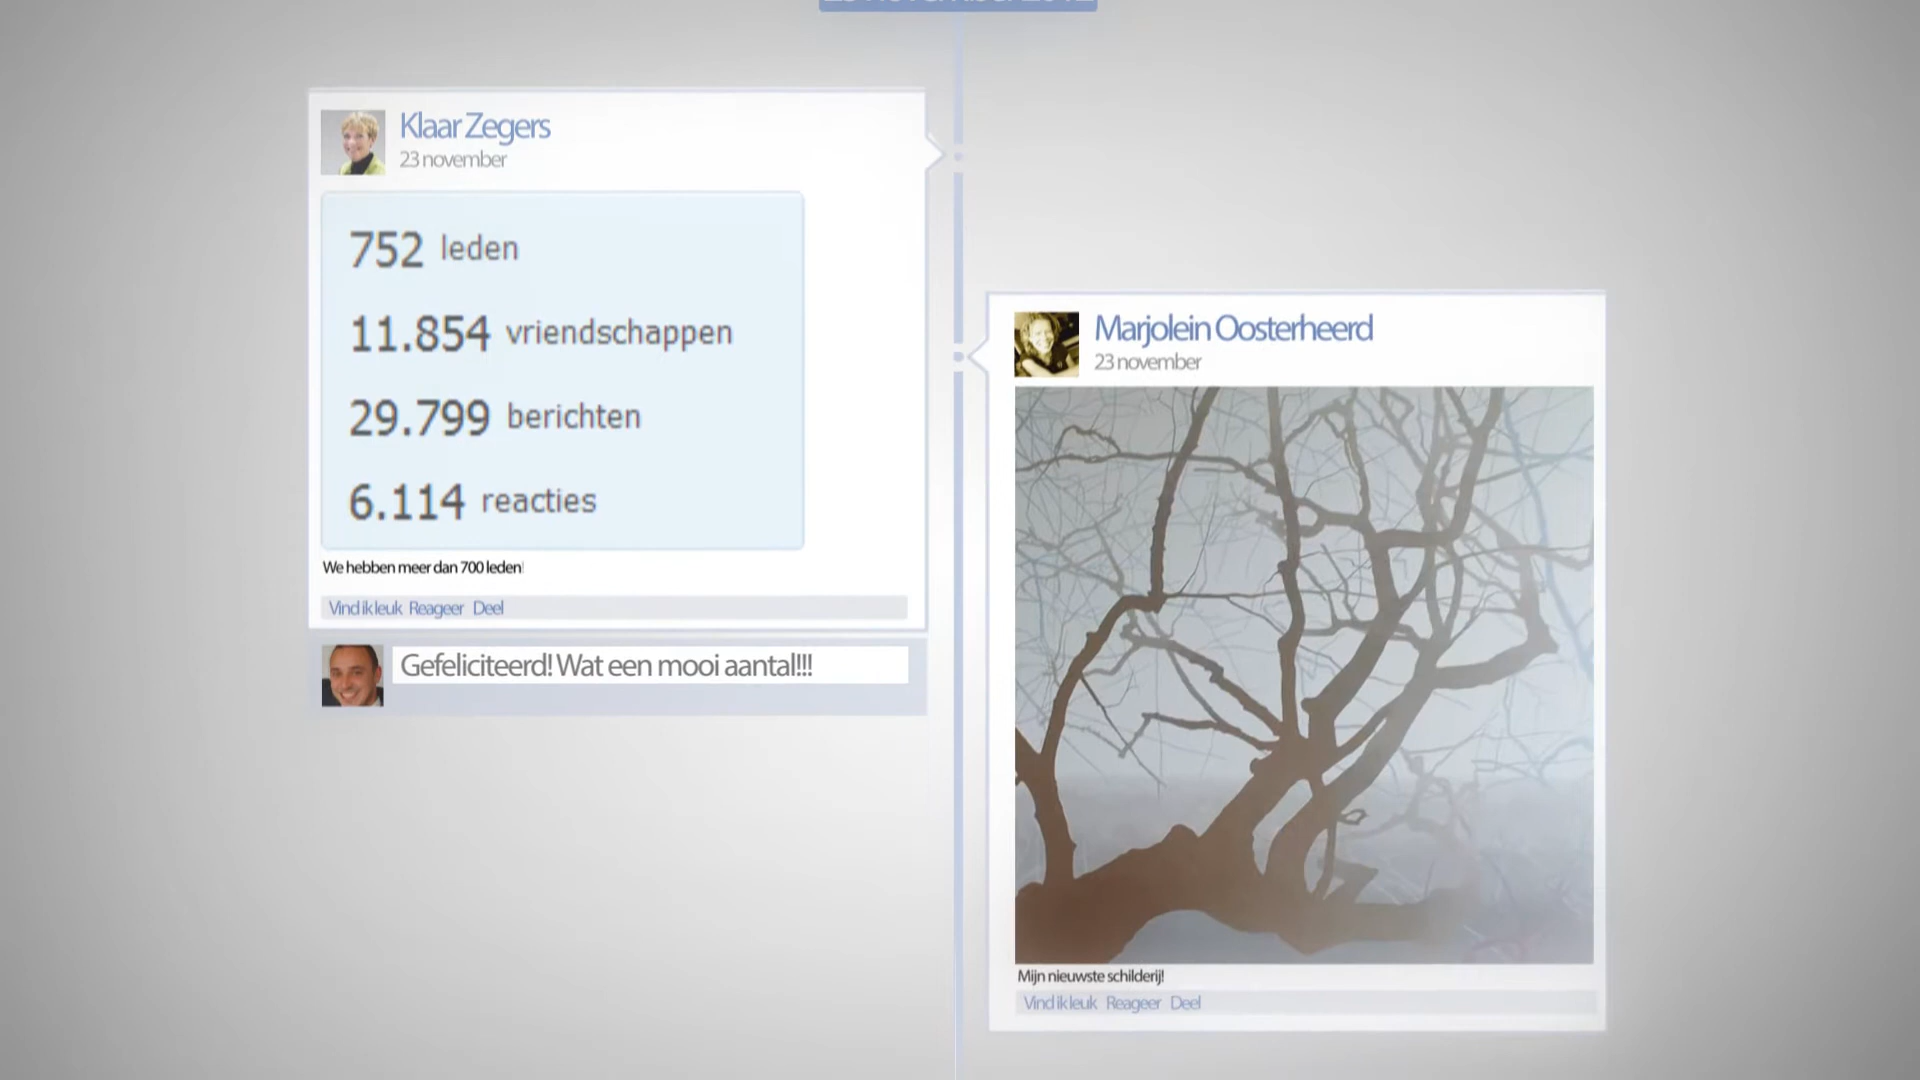 Klaar Zegers
23 november
752 leden
11.854 vriendschappen
29.799 berichten
6.114 reacties
We hebben meer dan 700 leden
Vind ik leuk Reageer Deel
Gefeliciteerd! Wat een mooi aantal!!!
Marjolein Oosterheerd
23 november
Mijn nieuwste schilderij!
Vind ik leuk Reageer Deel